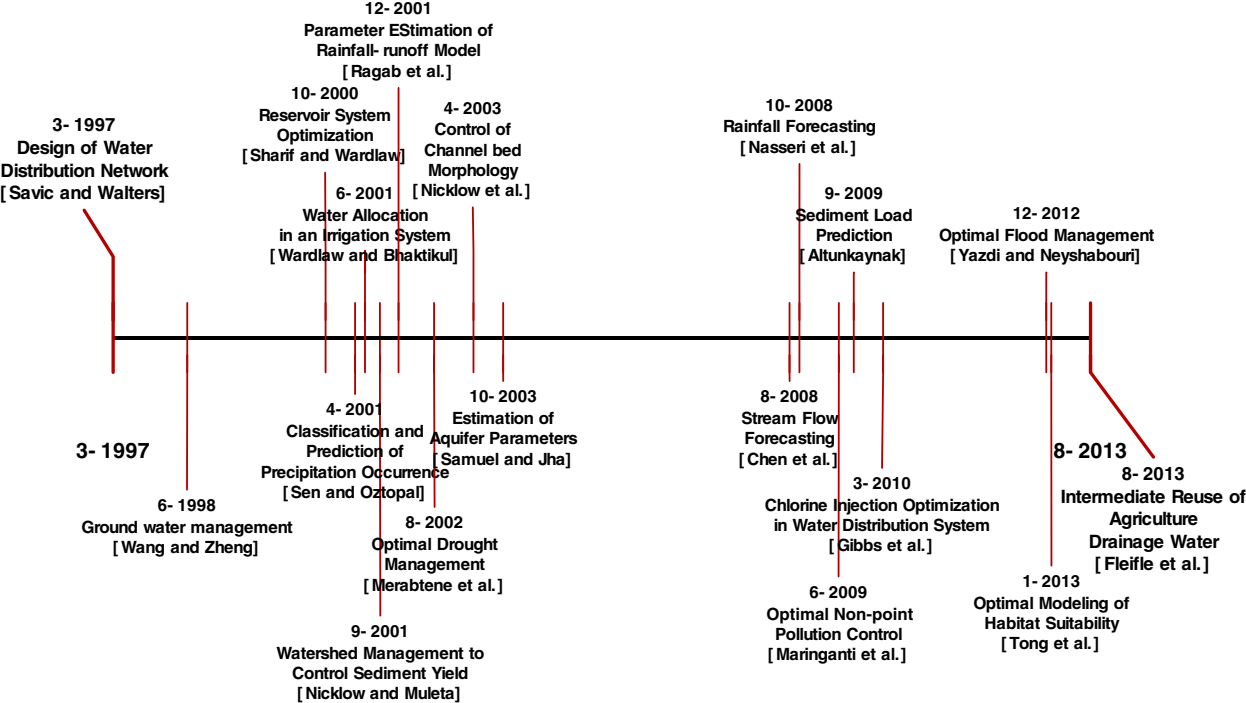 12- 2001
Parameter EStimation of
Rainfall- runoff Model
[Ragab et al.]
10- 2000
Reservoir System
Optimization
[Sharif and Wardlaw]
4- 2003
Control of
Channel bed
Morphology
[Nicklow et al.]
3- 1997
Design of Water
Distribution Network
[Savic and Walters]
6- 2001
Water Allocation
in an Irrigation System
[Wardlaw and Bhaktikul]
10- 2008
Rainfall Forecasting
[Nasseri et al.]
9- 2009
Sediment Load
Prediction
[Altunkaynak]
12- 2012
Optimal Flood Management
[Yazdi and Neyshabouri]
3- 1997
6- 1998
Ground water management
[Wang and Zheng]
4- 2001
Classification and
Prediction of
Precipitation Occurrence
[Sen and Oztopal]
10- 2003
Estimation of
Aquifer Parameters
[Samuel and Jha]
8- 2002
Optimal Drought
Management
[Merabtene et al.]
9- 2001
Watershed Management to
Control Sediment Yield
[Nicklow and Muleta]
8- 2008
Stream Flow
Forecasting
[Chen et al.]
3- 2010
Chlorine Injection Optimization
in Water Distribution System
[Gibbs et al.]
6- 2009
Optimal Non-point
Pollution Control
[Maringanti et al.]
8- 2013
8- 2013
Intermediate Reuse of
Agriculture
Drainage Water
[Fleifle et al.]
1- 2013
Optimal Modeling of
Habitat Suitability
[Tong et al.]